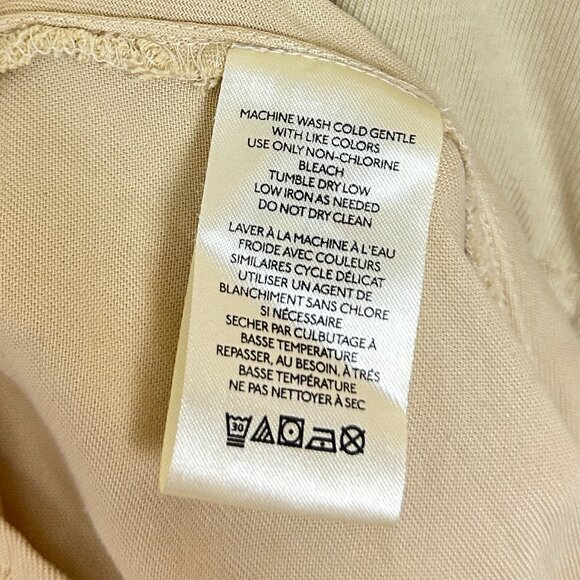 MACHINE WASH COLD GENTLE
WITH LIKE COLORS
USE ONLY NON-CHLORINE
BLEACH
TUMBLE DRY LOW
LOW IRON AS NEEDED
DO NOT DRY CLEAN
LAVER À LA MACHINE À L'EAU
FROIDE AVEC COULEURS
SIMILAIRES CYCLE DÉLICAT
UTILISER UN AGENT DE
BLANCHIMENT SANS CHLORE
SI NÉCESSAIRE
SECHER PAR CULBUTAGE À
BASSE TEMPERATURE
REPASSER, AU BESOIN, À TRÉS
BASSE TEMPÉRATURE
NE PAS NETTOYER À SEC
30